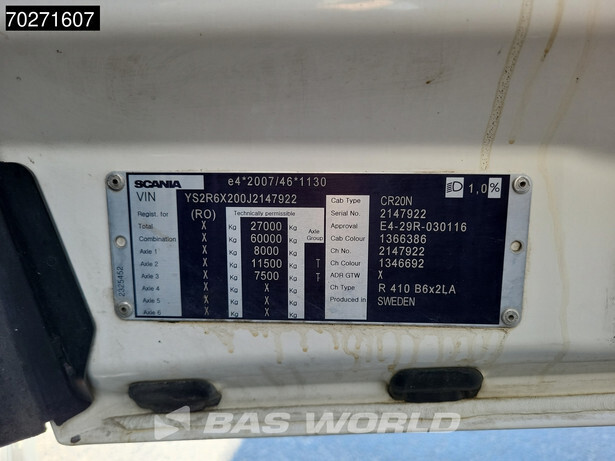 70271607
SCANIA e4*2007/46*1130
VIN YS2R6X200J2147922
1,0%
Regist. for (RO) Technically permissible
Total X Kg 27000 Kg Axle Group
Combination X Kg 60000 Kg
Axle 1 X Kg 8000 Kg
Axle 2 X Kg 11500 Kg T
Axle 3 X Kg 7500 Kg T
Axle 4 X Kg X Kg
Axle 5 X Kg X Kg
Axle 6 X Kg X Kg
Cab Type CR20N
Serial No. 2147922
Approval E4-29R-030116
Cab Colour 1366386
Ch No. 2147922
Ch Colour 1346692
ADR GTW X
Ch Type R 410 B6x2LA
Produced in SWEDEN
2325452
BAS WORLD